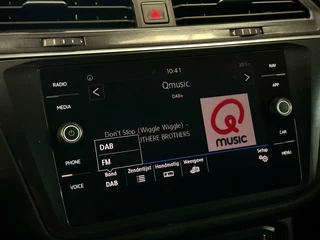 10:41
RADIO
MEDIA
PHONE
VOICE
NAV
APP
CAR
MENU
Qmusic
DAB+
Don't Stop (Wiggle Wiggle) -
THERE BROTHERS
MUSIC
DAB
FM
Band
DAB
Zenderlijst
Handmatig
Weergave
Setup